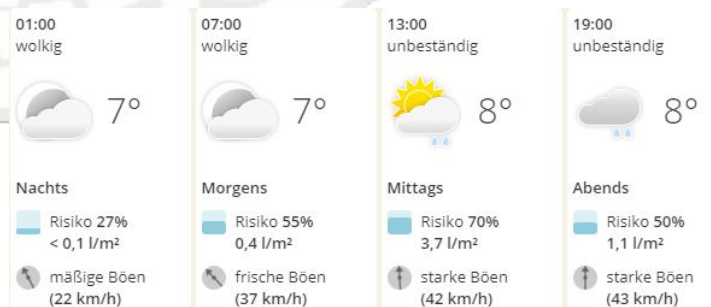 01:00
wolkig
7°
Nachts
Risiko 27%
< 0,1 l/m²
mäßige Böen
(22 km/h)
07:00
wolkig
7°
Morgens
Risiko 55%
0,4 l/m²
frische Böen
(37 km/h)
13:00
unbeständig
8°
Mittags
Risiko 70%
3,7 l/m²
starke Böen
(42 km/h)
19:00
unbeständig
8°
Abends
Risiko 50%
1,1 l/m²
starke Böen
(43 km/h)